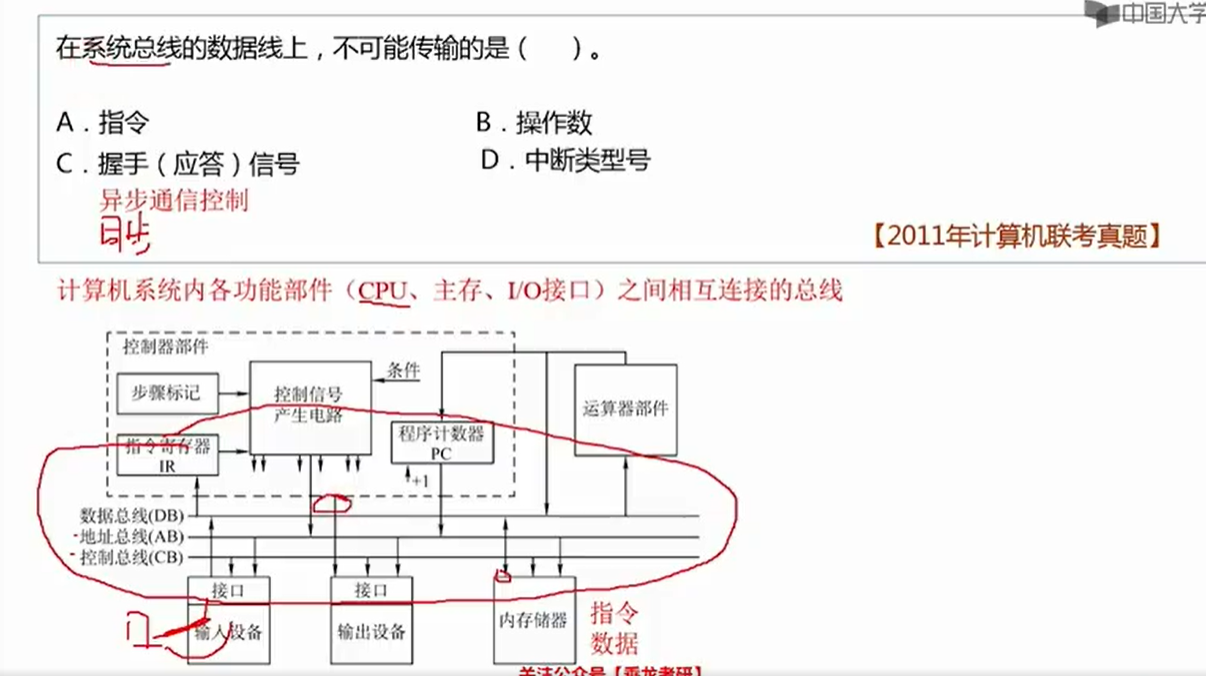 中国大学
在系统总线的数据线上，不可能传输的是（　　）。
A．指令
B．操作数
C．握手（应答）信号
D．中断类型号
异步通信控制
同步
【2011年计算机联考真题】
计算机系统内各功能部件（CPU、主存、I/O接口）之间相互连接的总线
控制器部件
步骤标记
控制信号
产生电路
条件
运算器部件
指令寄存器
IR
程序计数器
PC
+1
数据总线(DB)
地址总线(AB)
控制总线(CB)
接口
输入设备
接口
输出设备
内存储器
指令
数据